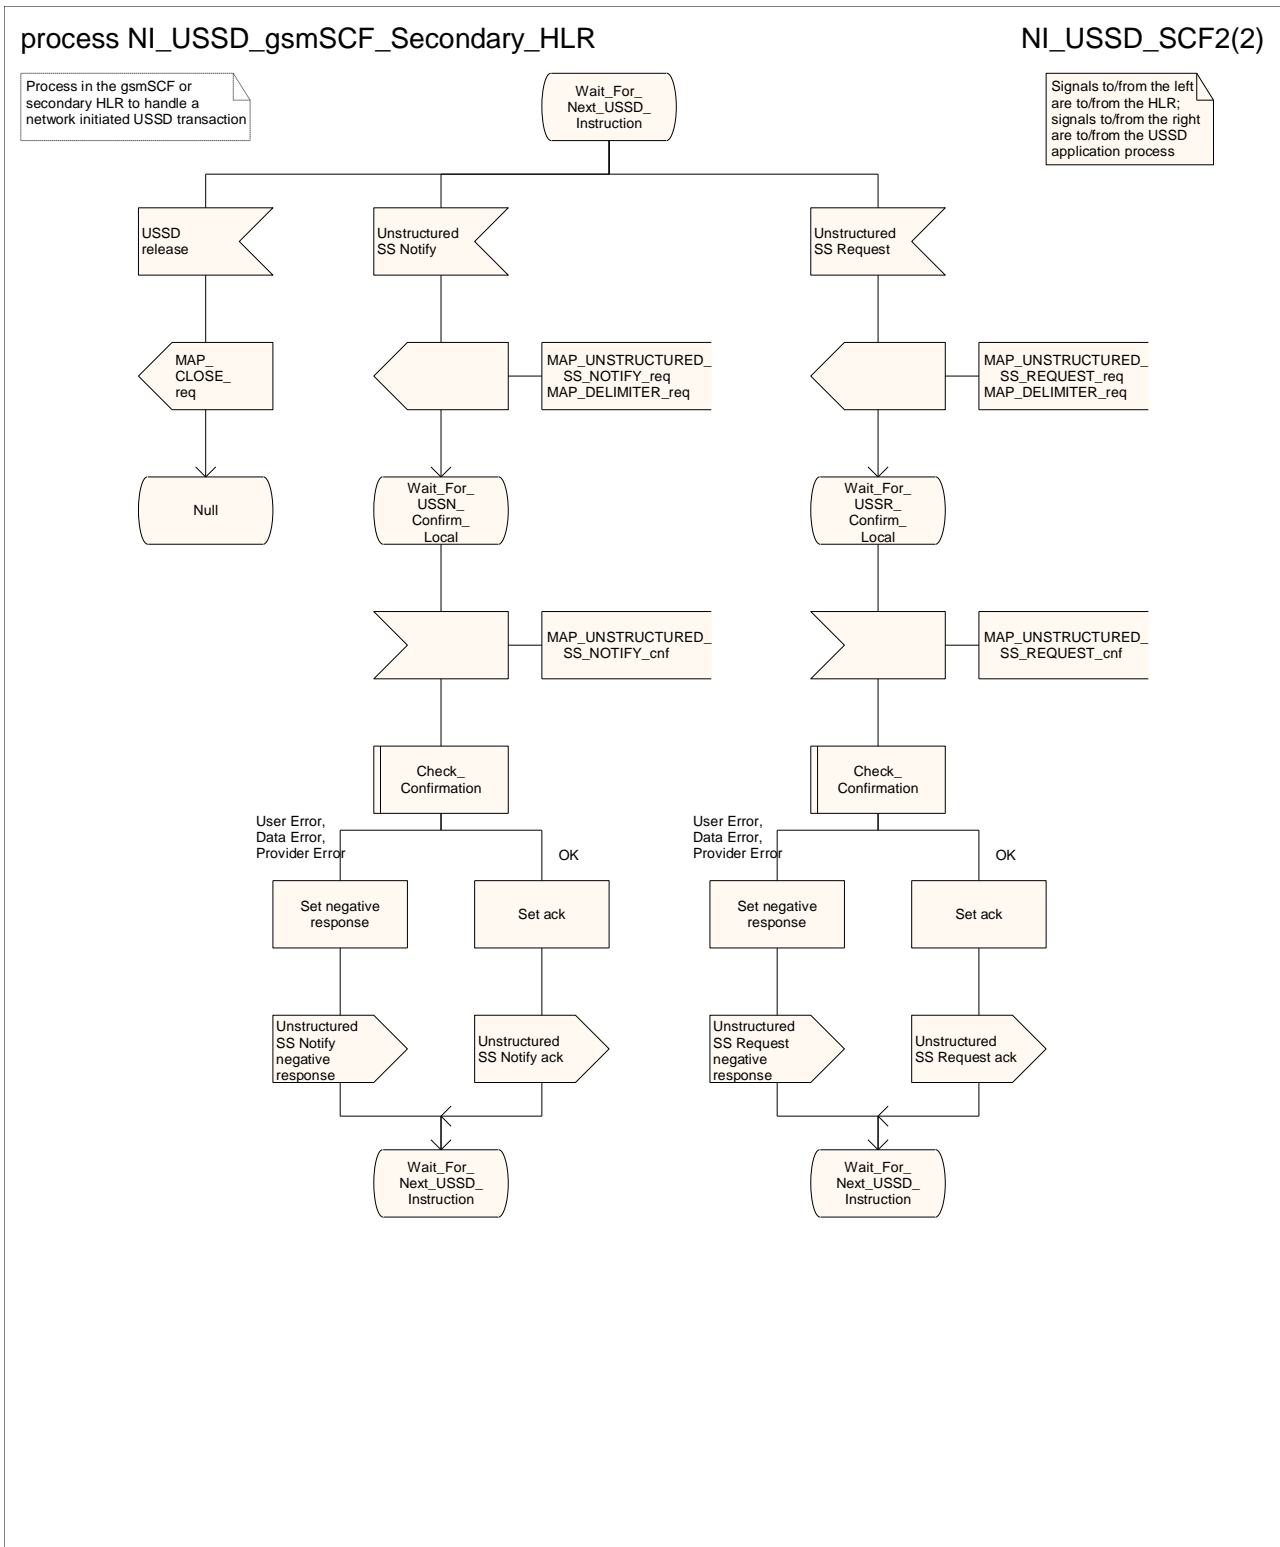 process NI_USSD_gsmSCF_Secondary_HLR
NI_USSD_SCF2(2)
Process in the gsmSCF or
secondary HLR to handle a
network initiated USSD transaction
Wait_For_
Next_USSD_
Instruction
Signals to/from the left
are to/from the HLR;
signals to/from the right
are to/from the USSD
application process
USSD
release
Unstructured
SS Notify
Unstructured
SS Request
MAP_
CLOSE_
req
MAP_UNSTRUCTURED_
SS_NOTIFY_req
MAP_DELIMITER_req
MAP_UNSTRUCTURED_
SS_REQUEST_req
MAP_DELIMITER_req
Null
Wait_For_
USSN_
Confirm_
Local
Wait_For_
USSR_
Confirm_
Local
MAP_UNSTRUCTURED_
SS_NOTIFY_cnf
MAP_UNSTRUCTURED_
SS_REQUEST_cnf
Check_
Confirmation
Check_
Confirmation
User Error,
Data Error,
Provider Error
OK
User Error,
Data Error,
Provider Error
OK
Set negative
response
Set ack
Set negative
response
Set ack
Unstructured
SS Notify
negative
response
Unstructured
SS Notify ack
Unstructured
SS Request
negative
response
Unstructured
SS Request ack
Wait_For_
Next_USSD_
Instruction
Wait_For_
Next_USSD_
Instruction